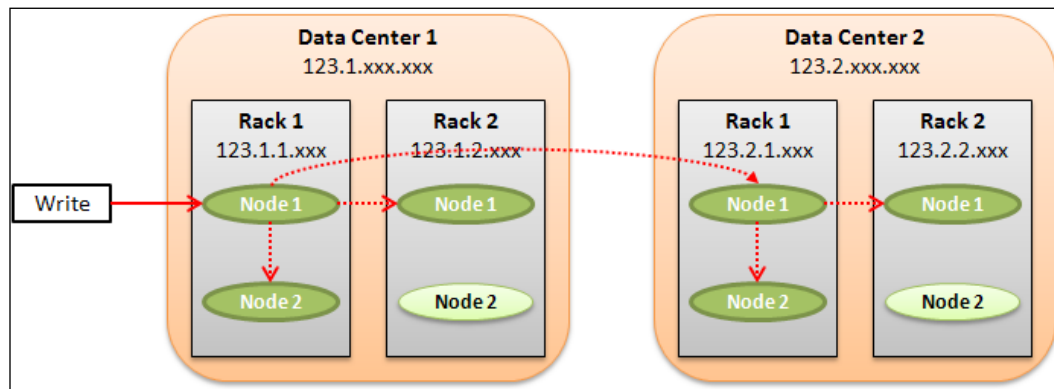 Data Center 1
123.1.xxx.xxx
Rack 1
123.1.1.xxx
Rack 2
123.1.2.xxx
Write
Node 1
Node 1
Node 2
Node 2
Data Center 2
123.2.xxx.xxx
Rack 1
123.2.1.xxx
Rack 2
123.2.2.xxx
Node 1
Node 1
Node 2
Node 2